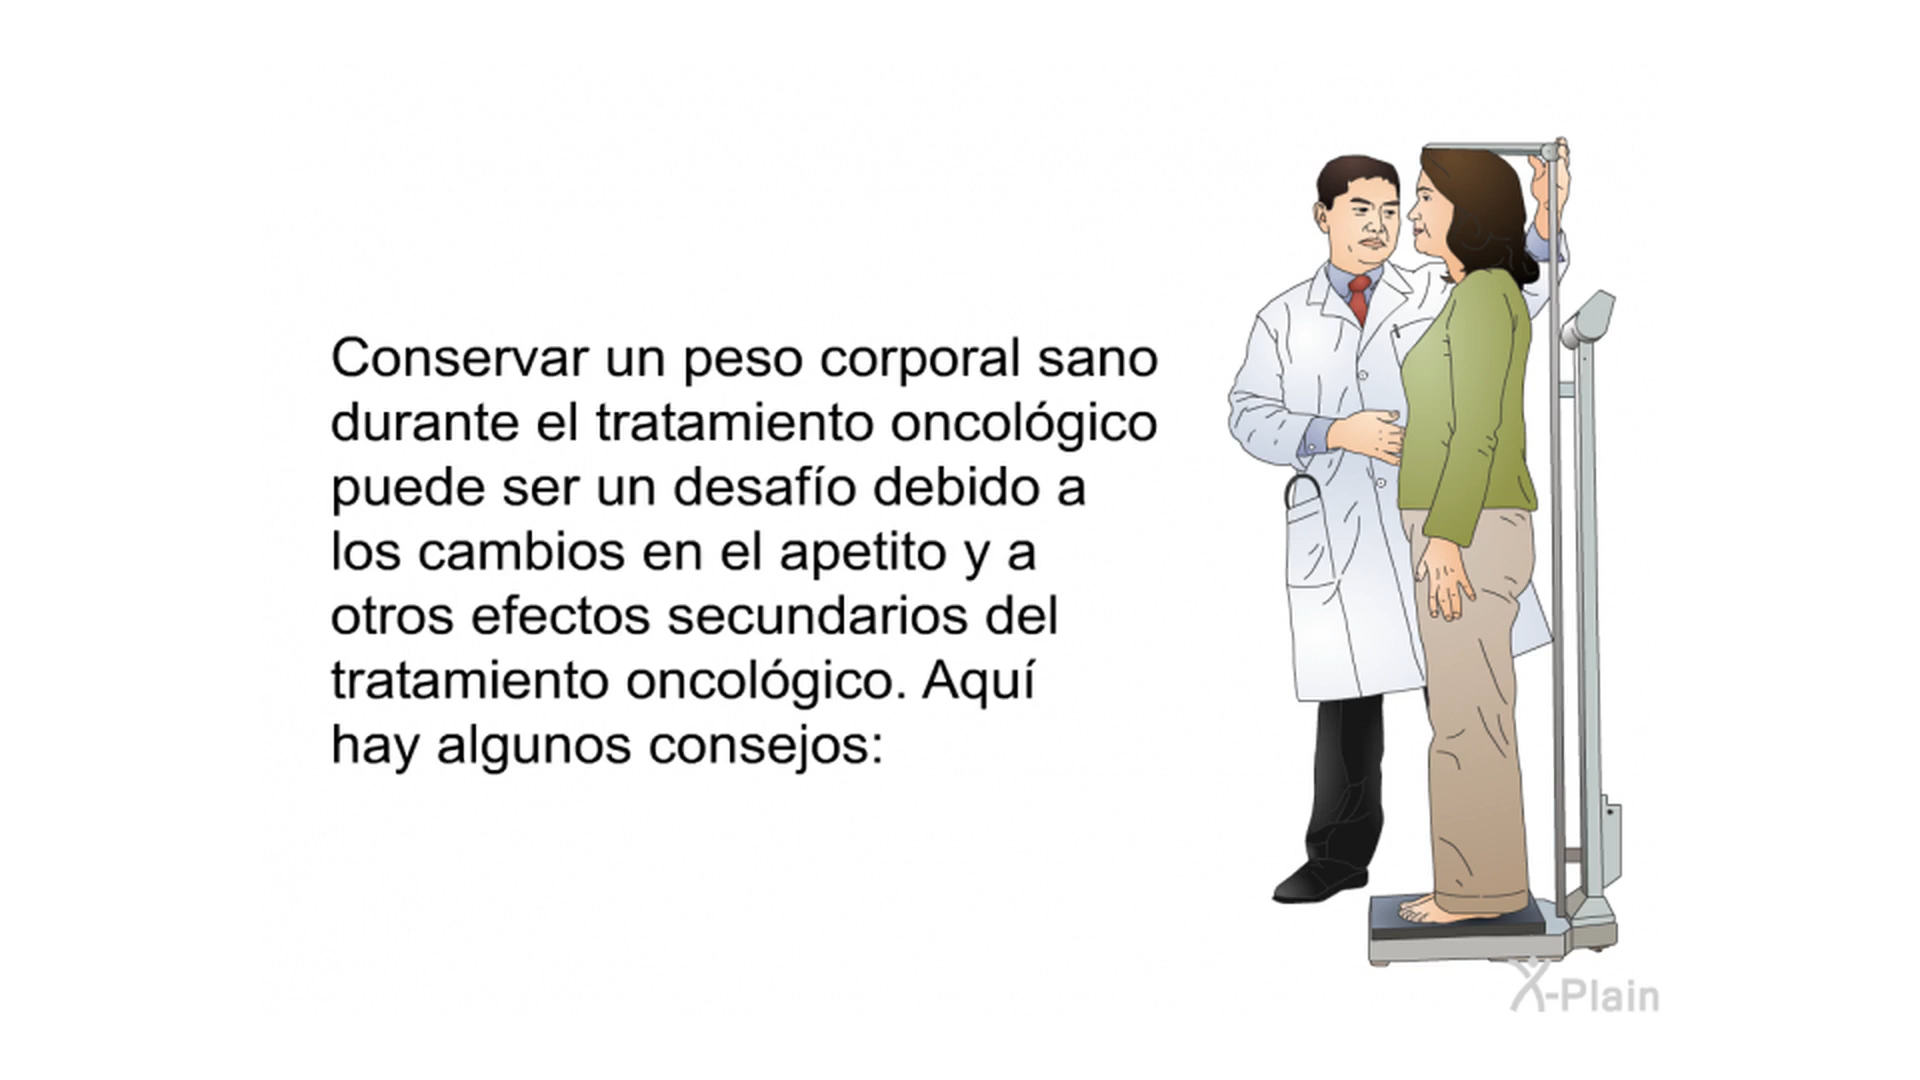 Conservar un peso corporal sano
durante el tratamiento oncológico
puede ser un desafío debido a
los cambios en el apetito y a
otros efectos secundarios del
tratamiento oncológico. Aquí
hay algunos consejos:
X-Plain